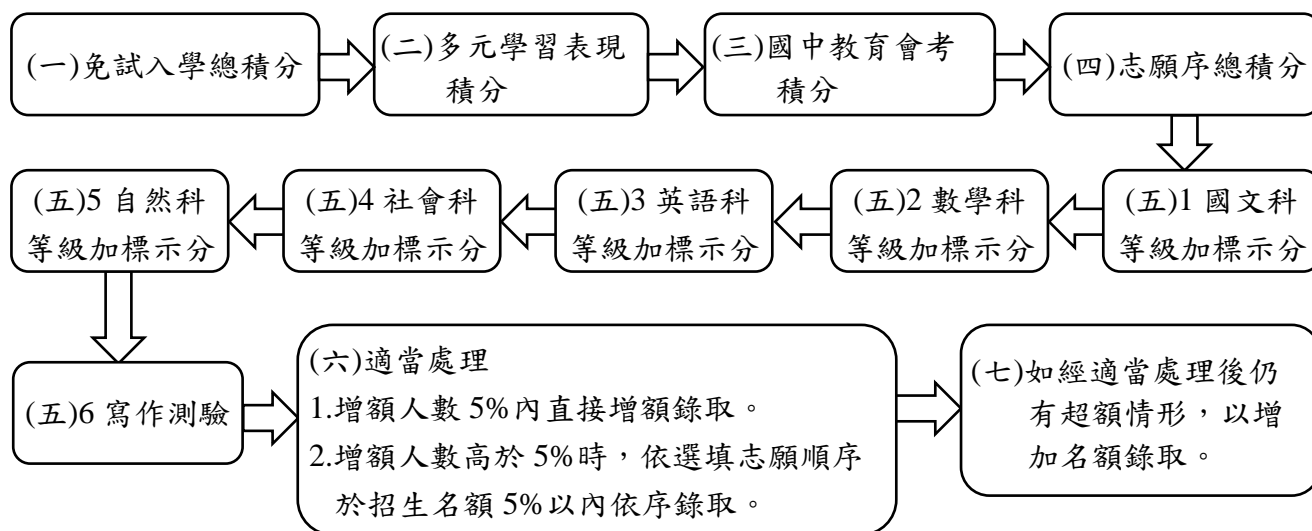 (一)免試入學總積分
(二)多元學習表現
積分
(三)國中教育會考
積分
(四)志願序總積分
(五)1 國文科
等級加標示分
(五)2 數學科
等級加標示分
(五)3 英語科
等級加標示分
(五)4 社會科
等級加標示分
(五)5 自然科
等級加標示分
(五)6 寫作測驗
(六)適當處理
1.增額人數 5%內直接增額錄取。
2.增額人數高於 5%時，依選填志願順序
於招生名額 5%以內依序錄取。
(七)如經適當處理後仍
有超額情形，以增
加名額錄取。